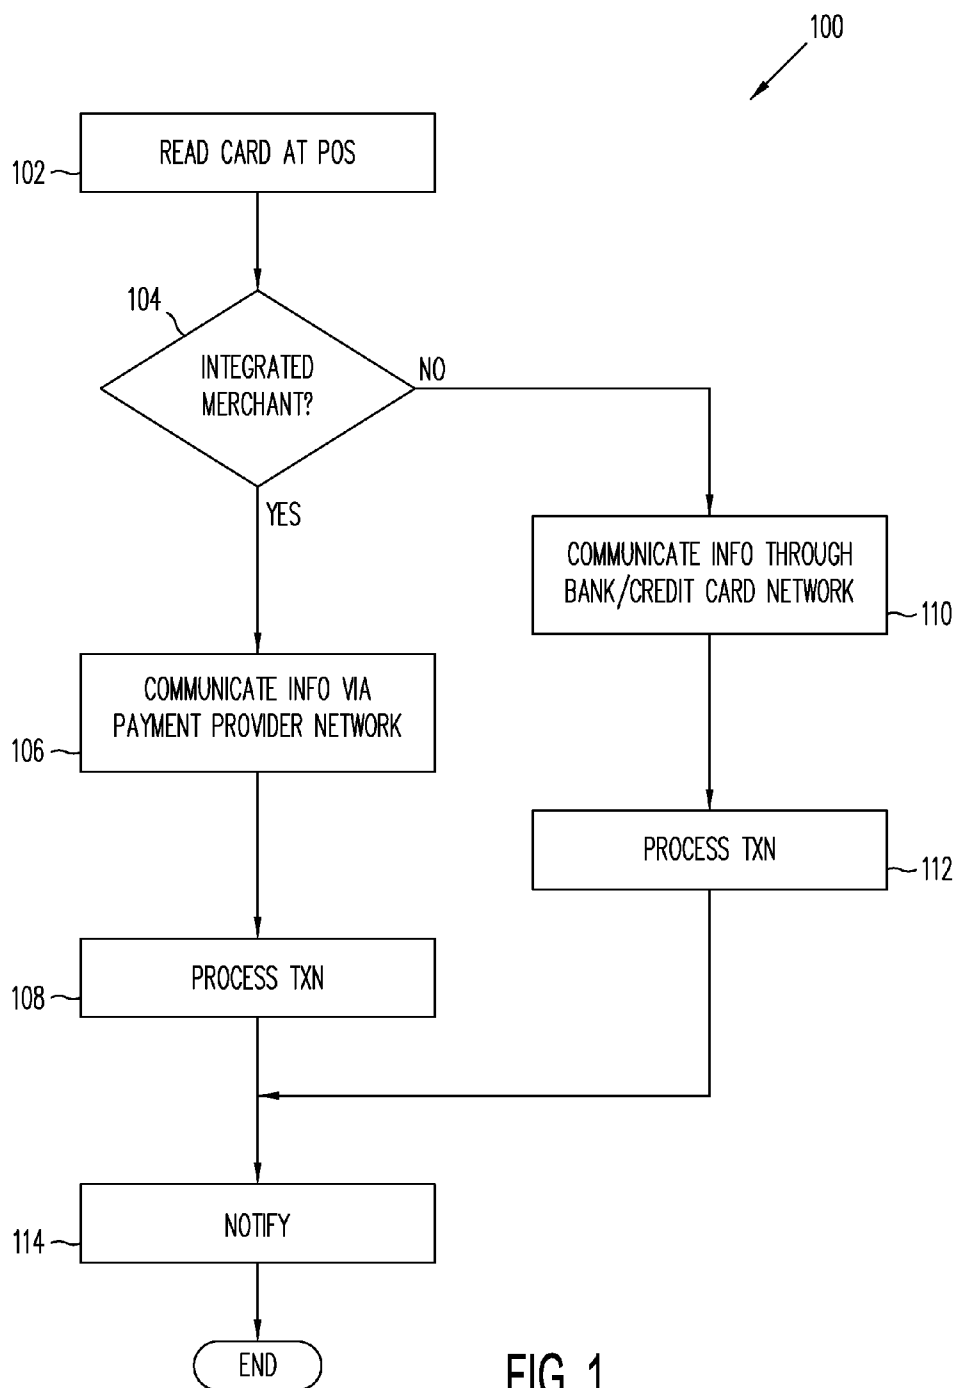 100
READ CARD AT POS
102
104
INTEGRATED
MERCHANT?
NO
YES
COMMUNICATE INFO THROUGH
BANK/CREDIT CARD NETWORK
110
COMMUNICATE INFO VIA
PAYMENT PROVIDER NETWORK
106
PROCESS TXN
112
PROCESS TXN
108
NOTIFY
114
END
FIG. 1